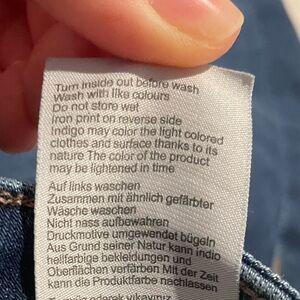 Turn inside out before wash
Wash with like colours
Do not store wet
Iron print on reverse side
Indigo may color the light colored
clothes and surface thanks to its
nature The color of the product
may be lightened in time
Auf links waschen
Zusammen mit ähnlich gefärbter
Wäsche waschen
Nicht nass aufbewahren
Druckmotive umgewendet bügeln
Aus Grund seiner Natur kann indio
hellfarbige bekleidungen und
Oberflächen verfärben Mit der Zeit
kann die Produktfarbe nachlassen